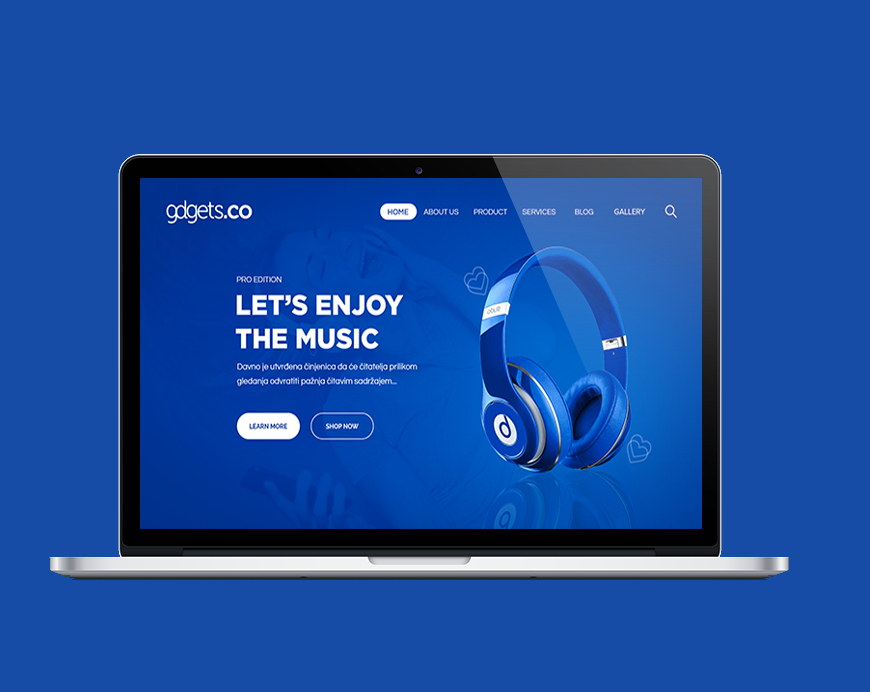 gdgets.co
HOME ABOUT US PRODUCT SERVICES BLOG GALLERY
PRO EDITION
LET'S ENJOY
THE MUSIC
Davno je utvrđena činjenica da će čitatelja prilikom
gledanja odvratiti pažnja čitavim sadržajem...
LEARN MORE SHOP NOW
b